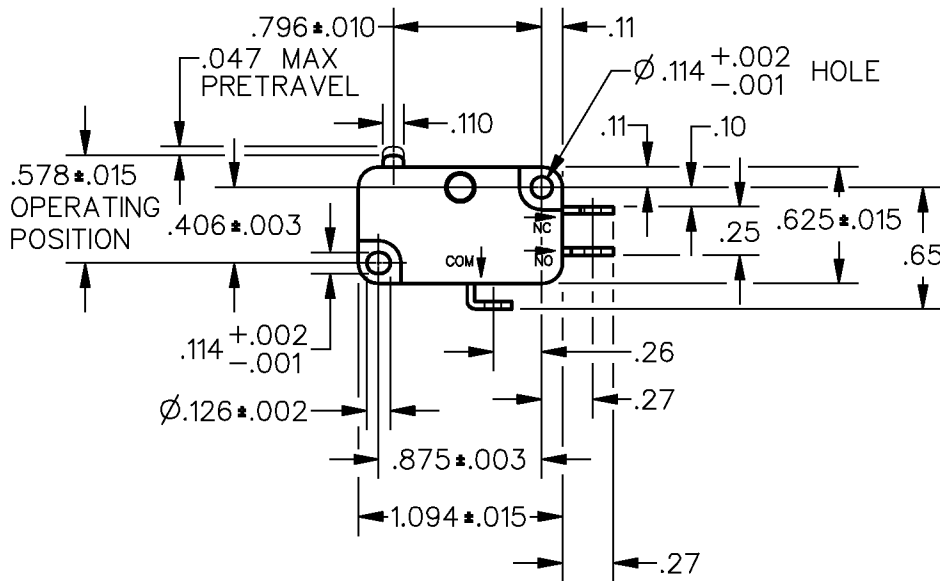 .796±.010
.11
.047 MAX
PRETRAVEL
Ø.114 +.002 -.001 HOLE
.110
.11
.10
.578±.015
OPERATING
POSITION
.406±.003
NC
.25
.625±.015
COM
NO
.65
.114 +.002 -.001
.26
Ø.126±.002
.27
.875±.003
1.094±.015
.27